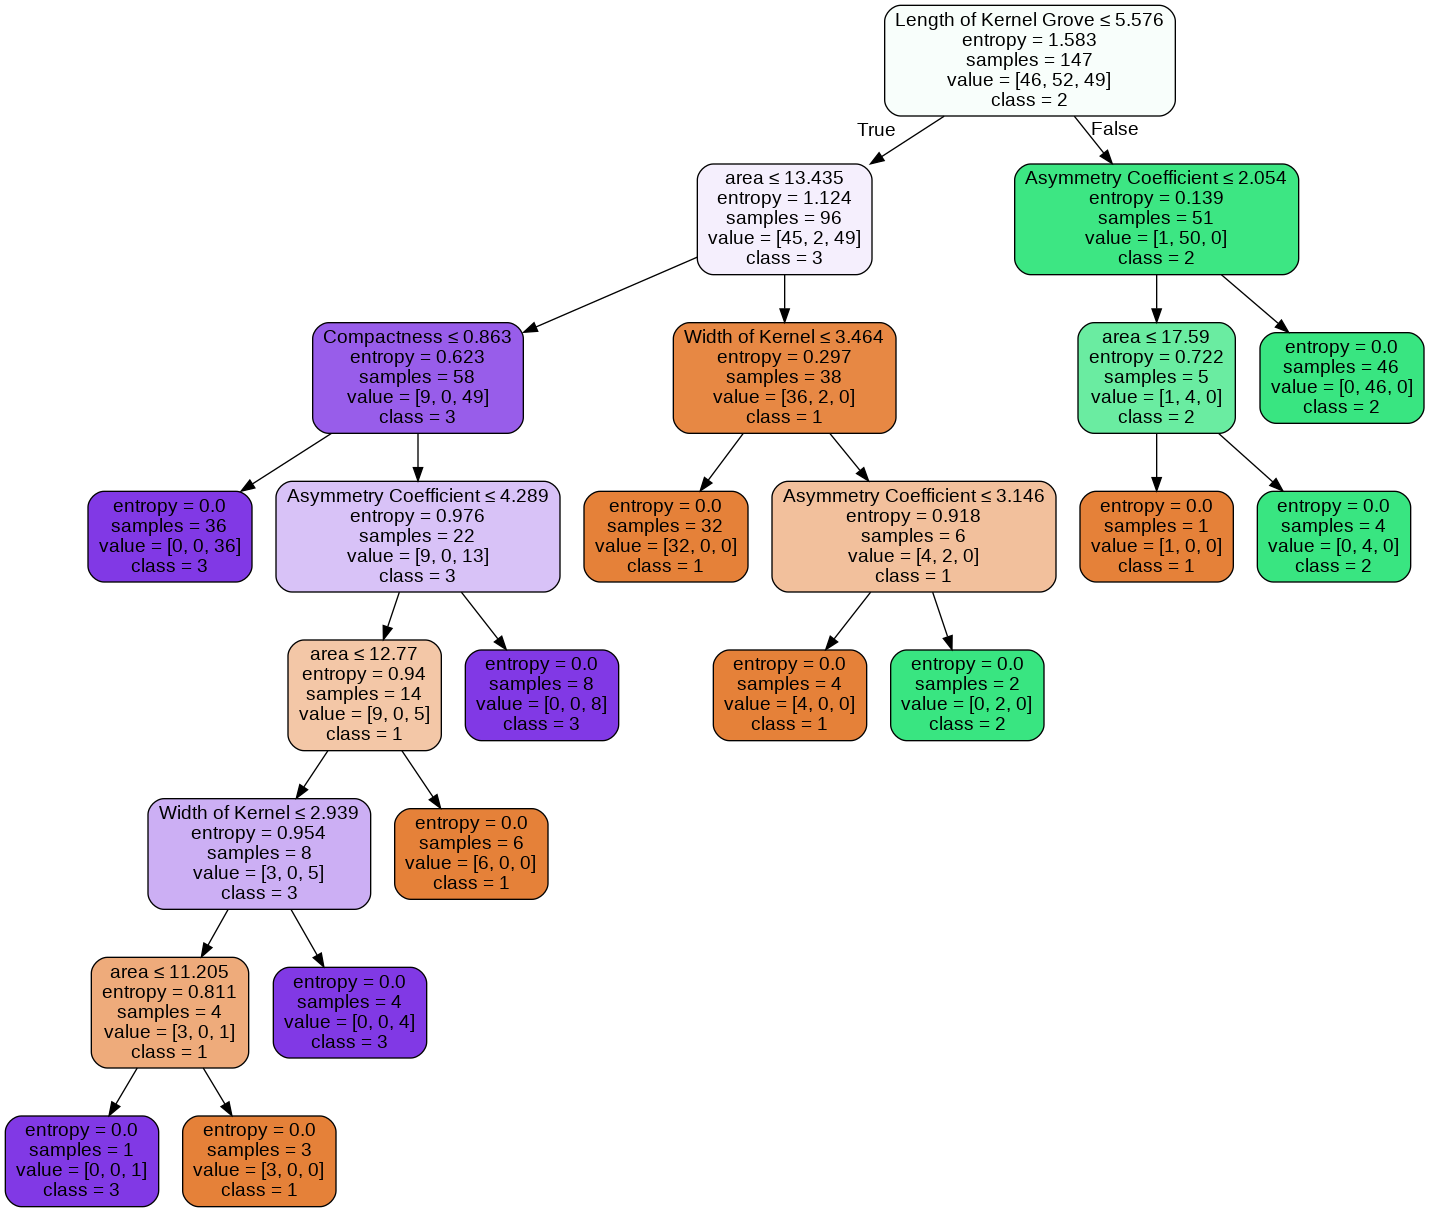 Length of Kernel Grove ≤ 5.576
entropy = 1.583
samples = 147
value = [46, 52, 49]
class = 2
True
False
area ≤ 13.435
entropy = 1.124
samples = 96
value = [45, 2, 49]
class = 3
Asymmetry Coefficient ≤ 2.054
entropy = 0.139
samples = 51
value = [1, 50, 0]
class = 2
Compactness ≤ 0.863
entropy = 0.623
samples = 58
value = [9, 0, 49]
class = 3
Width of Kernel ≤ 3.464
entropy = 0.297
samples = 38
value = [36, 2, 0]
class = 1
area ≤ 17.59
entropy = 0.722
samples = 5
value = [1, 4, 0]
class = 2
entropy = 0.0
samples = 46
value = [0, 46, 0]
class = 2
entropy = 0.0
samples = 36
value = [0, 0, 36]
class = 3
Asymmetry Coefficient ≤ 4.289
entropy = 0.976
samples = 22
value = [9, 0, 13]
class = 3
entropy = 0.0
samples = 32
value = [32, 0, 0]
class = 1
Asymmetry Coefficient ≤ 3.146
entropy = 0.918
samples = 6
value = [4, 2, 0]
class = 1
entropy = 0.0
samples = 1
value = [1, 0, 0]
class = 1
entropy = 0.0
samples = 4
value = [0, 4, 0]
class = 2
area ≤ 12.77
entropy = 0.94
samples = 14
value = [9, 0, 5]
class = 1
entropy = 0.0
samples = 8
value = [0, 0, 8]
class = 3
entropy = 0.0
samples = 4
value = [4, 0, 0]
class = 1
entropy = 0.0
samples = 2
value = [0, 2, 0]
class = 2
Width of Kernel ≤ 2.939
entropy = 0.954
samples = 8
value = [3, 0, 5]
class = 3
entropy = 0.0
samples = 6
value = [6, 0, 0]
class = 1
area ≤ 11.205
entropy = 0.811
samples = 4
value = [3, 0, 1]
class = 1
entropy = 0.0
samples = 4
value = [0, 0, 4]
class = 3
entropy = 0.0
samples = 1
value = [0, 0, 1]
class = 3
entropy = 0.0
samples = 3
value = [3, 0, 0]
class = 1